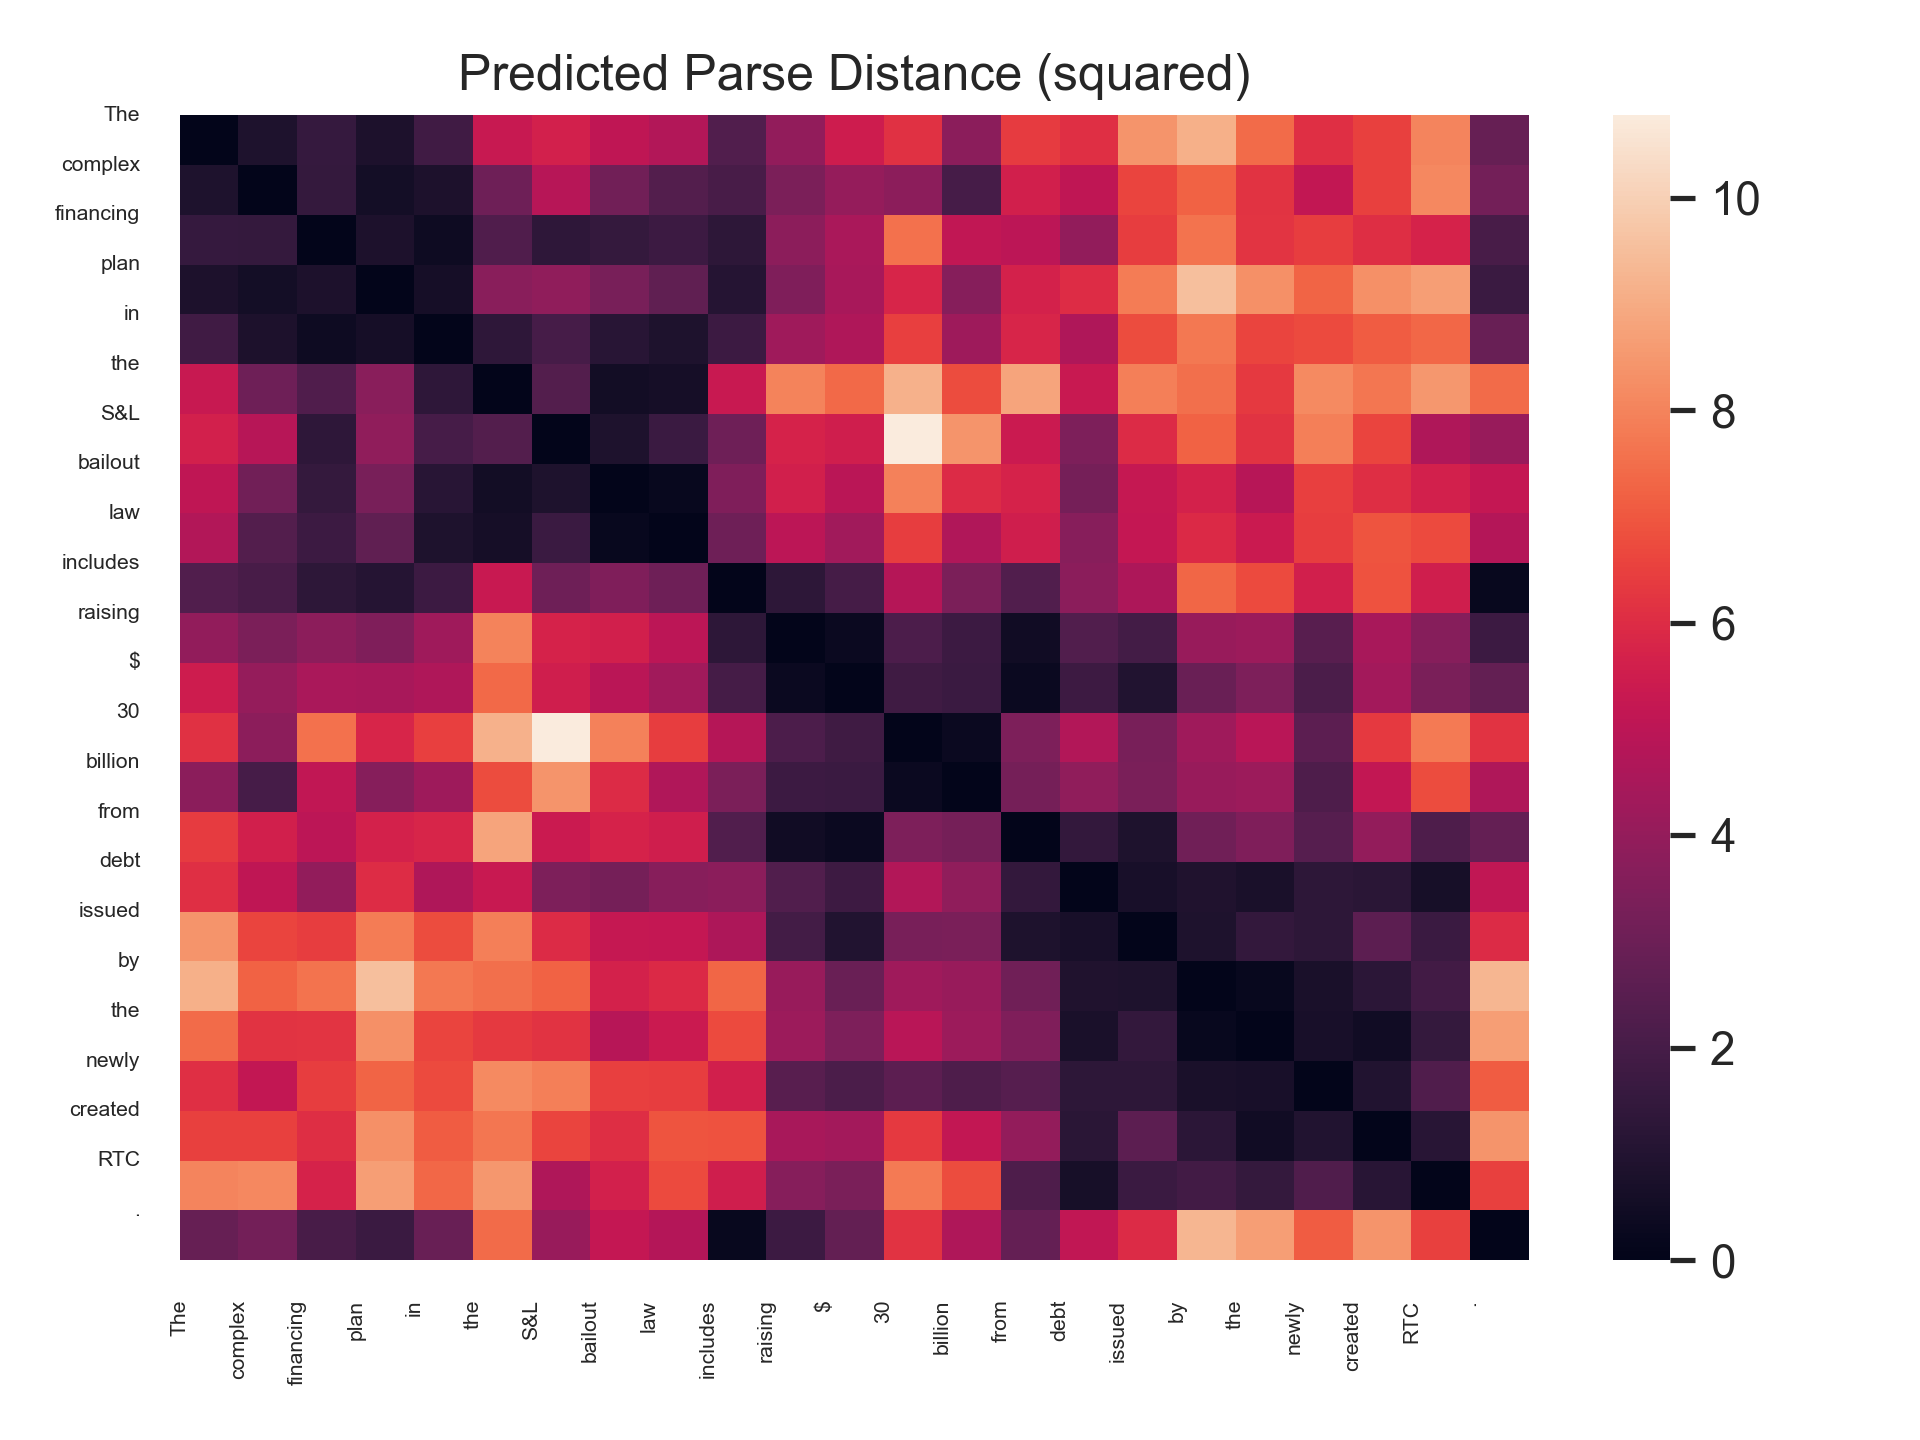 Predicted Parse Distance (squared)
The
complex
financing
plan
in
the
S&L
bailout
law
includes
raising
$
30
billion
from
debt
issued
by
the
newly
created
RTC
.
10
8
6
4
2
0
The
complex
financing
plan
in
the
S&L
bailout
law
includes
raising
$
30
billion
from
debt
issued
by
the
newly
created
RTC
.